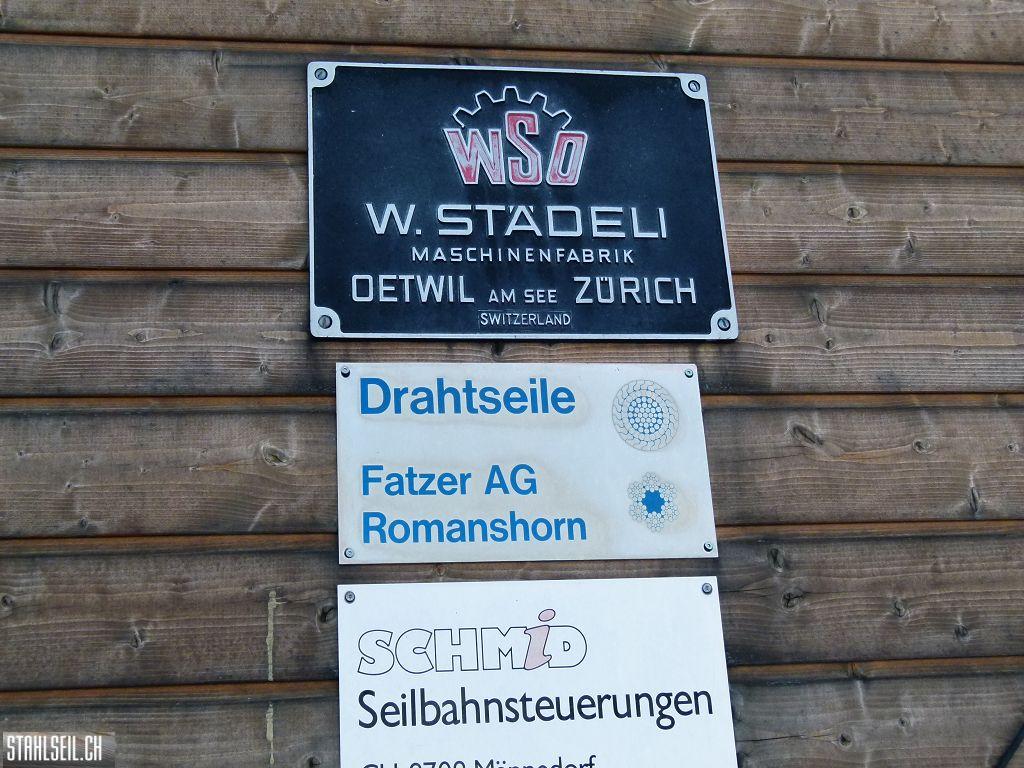 WSO
W. STÄDELI
MASCHINENFABRIK
OETWIL AM SEE ZÜRICH
SWITZERLAND
Drahtseile
Fatzer AG
Romanshorn
SCHMiD
Seilbahnsteuerungen
STAHLSEIL.CH